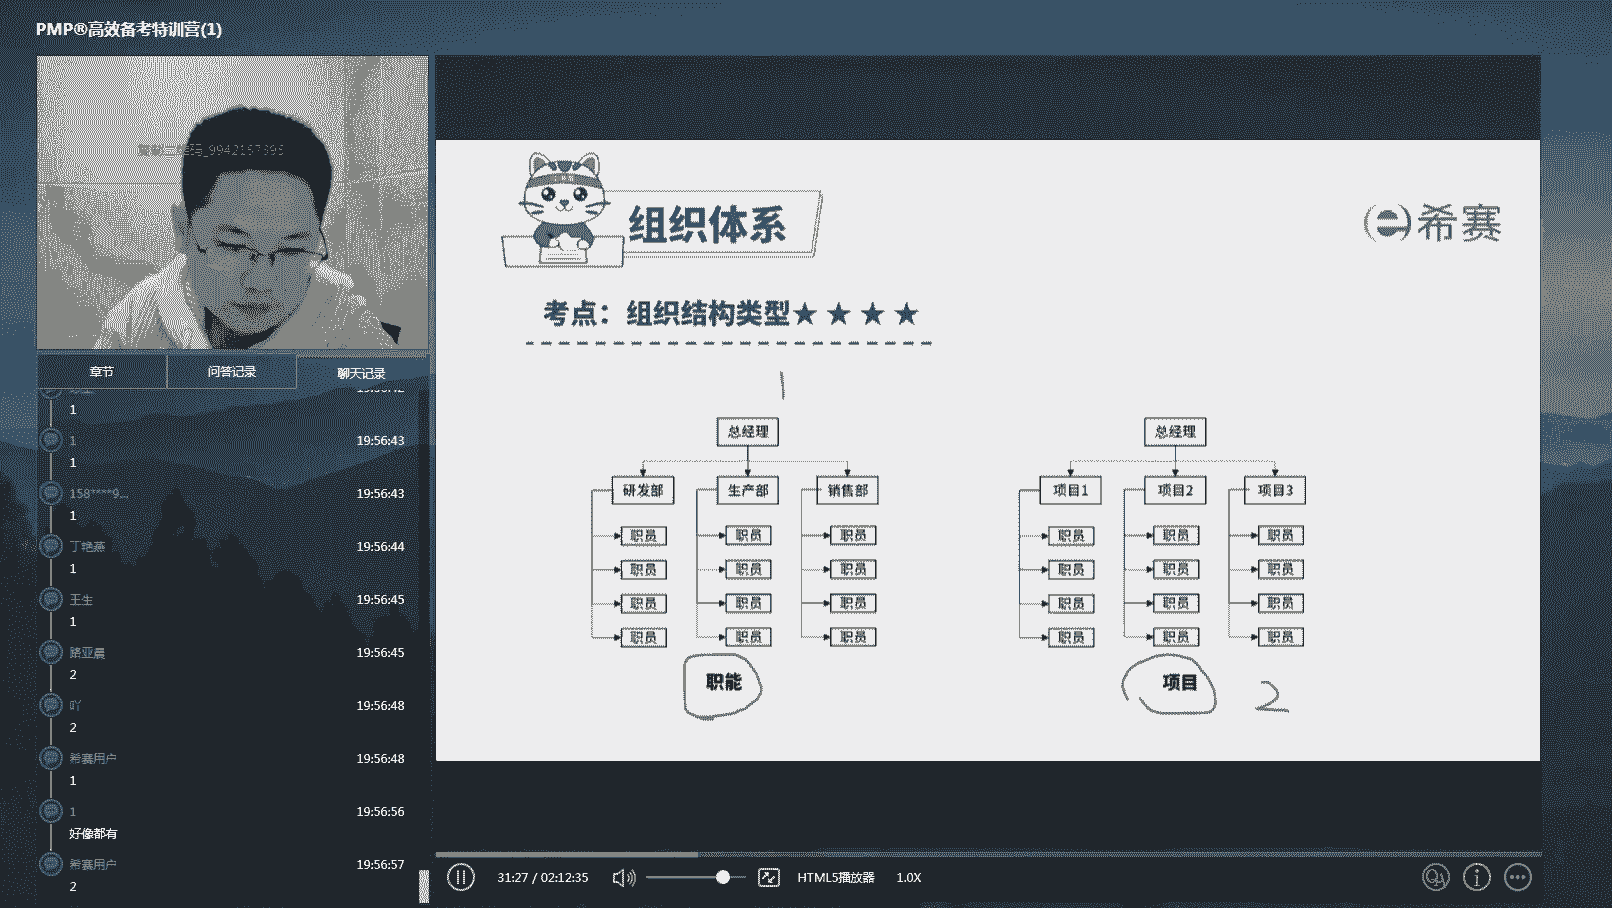 PMP®高效备考特训营(1)
章节
问答记录
聊天记录
1
1
19:56:43
1
158****9...
19:56:43
1
丁艳燕
19:56:44
1
王生
19:56:45
1
路亚晨
19:56:45
2
吖
19:56:48
2
希赛用户
19:56:48
1
1
19:56:56
好像都有
希赛用户
19:56:57
2
组织体系
希赛
考点：组织结构类型★★★★
1
总经理
研发部 生产部 销售部
职员 职员 职员
职员 职员 职员
职员 职员 职员
职员 职员 职员
职能
总经理
项目1 项目2 项目3
职员 职员 职员
职员 职员 职员
职员 职员 职员
职员 职员 职员
项目
2
31:27 / 02:12:35
HTML5播放器
1.0X